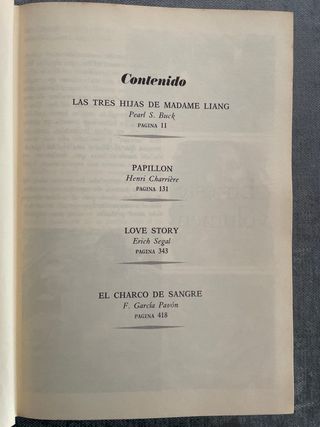 Contenido
LAS TRES HIJAS DE MADAME LIANG
Pearl S. Buck
PAGINA 11
PAPILLON
Henri Charrière
PAGINA 131
LOVE STORY
Erich Segal
PAGINA 343
EL CHARCO DE SANGRE
F. García Pavón
PAGINA 418